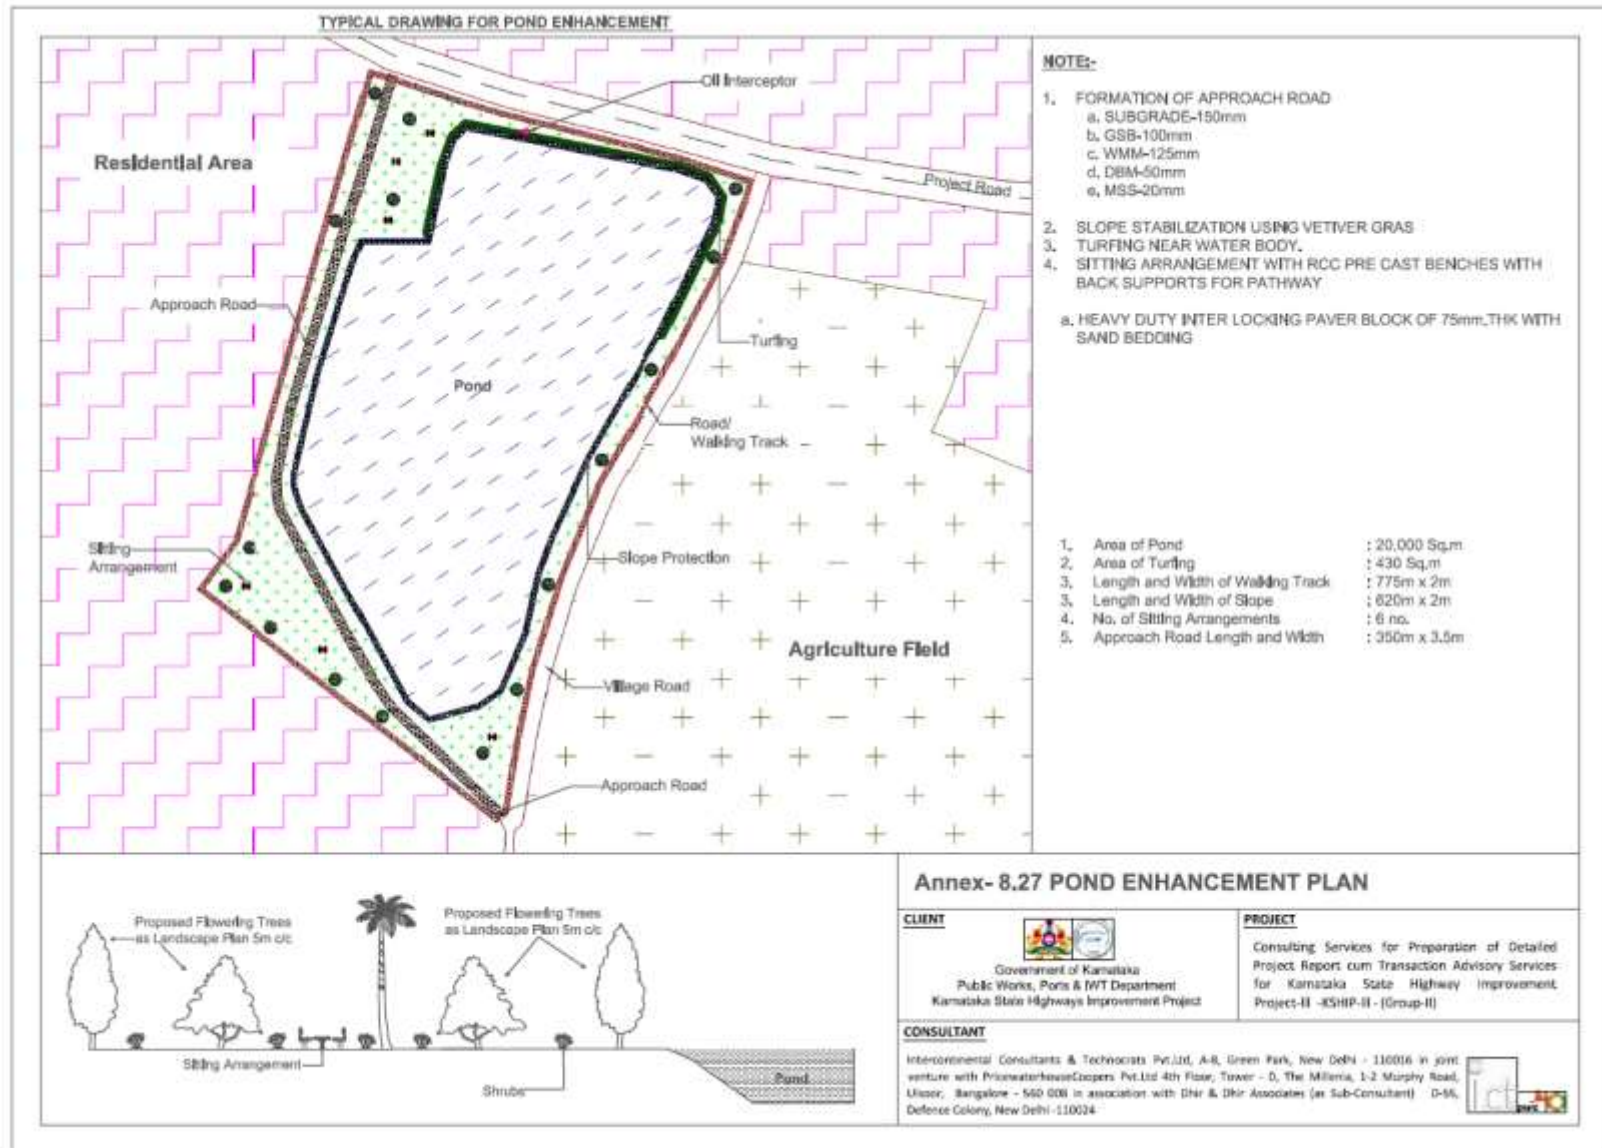 TYPICAL DRAWING FOR POND ENHANCEMENT
Oil Interceptor
Residential Area
Project Road
Approach Road
Turfing
Pond
Road/
Walking Track
Sitting
Arrangement
Slope Protection
Agriculture Field
Village Road
Approach Road
NOTE:-
1. FORMATION OF APPROACH ROAD
a. SUBGRADE-150mm
b. GSB-100mm
c. WMM-125mm
d. DBM-50mm
e. MSS-20mm
2. SLOPE STABILIZATION USING VETIVER GRAS
3. TURFING NEAR WATER BODY.
4. SITTING ARRANGEMENT WITH RCC PRE CAST BENCHES WITH
BACK SUPPORTS FOR PATHWAY
a. HEAVY DUTY INTER LOCKING PAVER BLOCK OF 75mm.THK WITH
SAND BEDDING
1. Area of Pond : 20,000 Sq.m
2. Area of Turfing : 430 Sq.m
3. Length and Width of Walking Track : 775m x 2m
3. Length and Width of Slope : 620m x 2m
4. No. of Sitting Arrangements : 6 no.
5. Approach Road Length and Width : 350m x 3.5m
Proposed Flowering Trees
as Landscape Plan 5m c/c
Proposed Flowering Trees
as Landscape Plan 5m c/c
Sitting Arrangement
Shrubs
Pond
Annex- 8.27 POND ENHANCEMENT PLAN
CLIENT
Government of Karnataka
Public Works, Ports & IWT Department
Karnataka State Highways Improvement Project
PROJECT
Consulting Services for Preparation of Detailed
Project Report cum Transaction Advisory Services
for Karnataka State Highway Improvement
Project-III -KSHIP-III - (Group-II)
CONSULTANT
Intercontinental Consultants & Technocrats Pvt.Ltd, A-8, Green Park, New Delhi - 110016 in joint
venture with PricewaterhouseCoopers Pvt.Ltd 4th Floor, Tower - D, The Millenia, 1-2 Murphy Road,
Ulsoor, Bangalore - 560 008 in association with Dhir & Dhir Associates (as Sub-Consultant) D-55,
Defence Colony, New Delhi -110024
ict
pwc